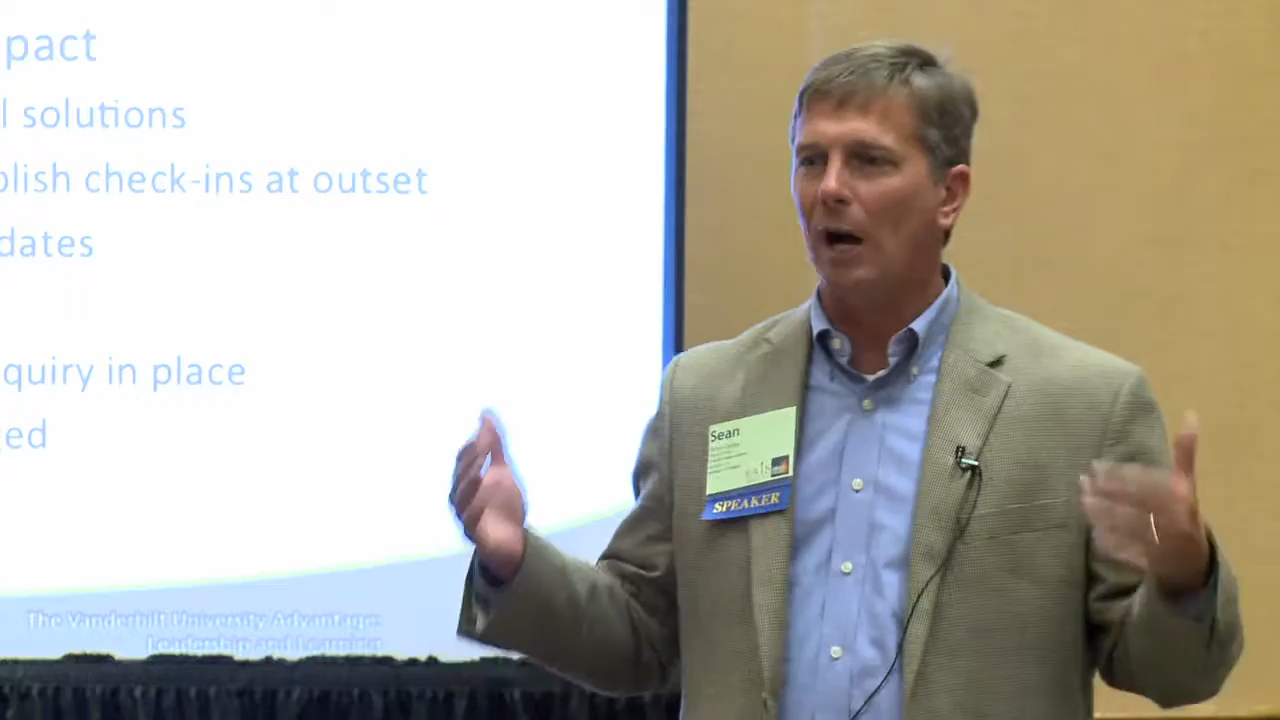 pact
l solutions
blish check-ins at outset
dates
quiry in place
ed
The Vanderbilt University Advantage:
Leadership and Learning
Sean
SAIS
SPEAKER